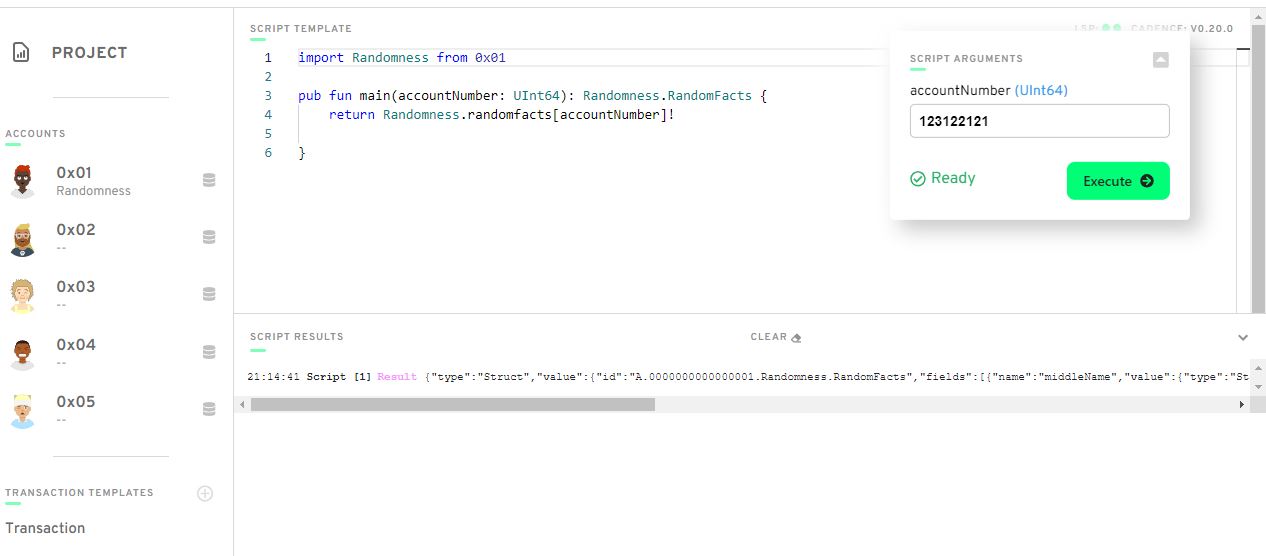 PROJECT
ACCOUNTS
0x01
Randomness
0x02
--
0x03
--
0x04
--
0x05
--
TRANSACTION TEMPLATES
Transaction
SCRIPT TEMPLATE
LSP: CADENCE: V0.20.0
1 import Randomness from 0x01
2
3 pub fun main(accountNumber: UInt64): Randomness.RandomFacts {
4 return Randomness.randomfacts[accountNumber]!
5
6 }
SCRIPT ARGUMENTS
accountNumber (UInt64)
123122121
Ready
Execute
SCRIPT RESULTS
CLEAR
21:14:41 Script [1] Result {"type":"Struct","value":{"id":"A.0000000000000001.Randomness.RandomFacts","fields":[{"name":"middleName","value":{"type":"St